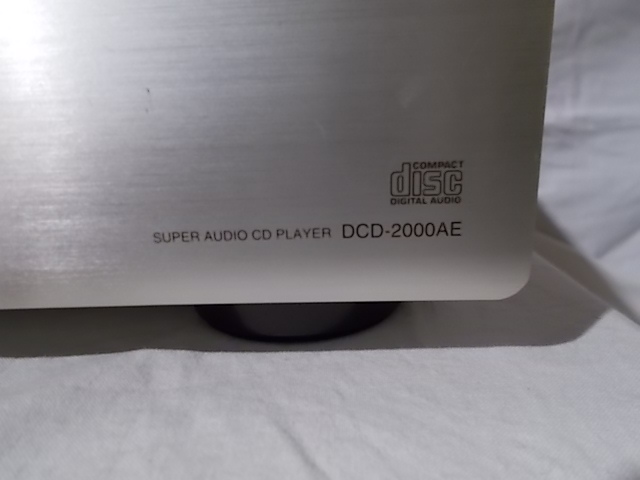 COMPACT
disc
DIGITAL AUDIO
SUPER AUDIO CD PLAYER DCD-2000AE